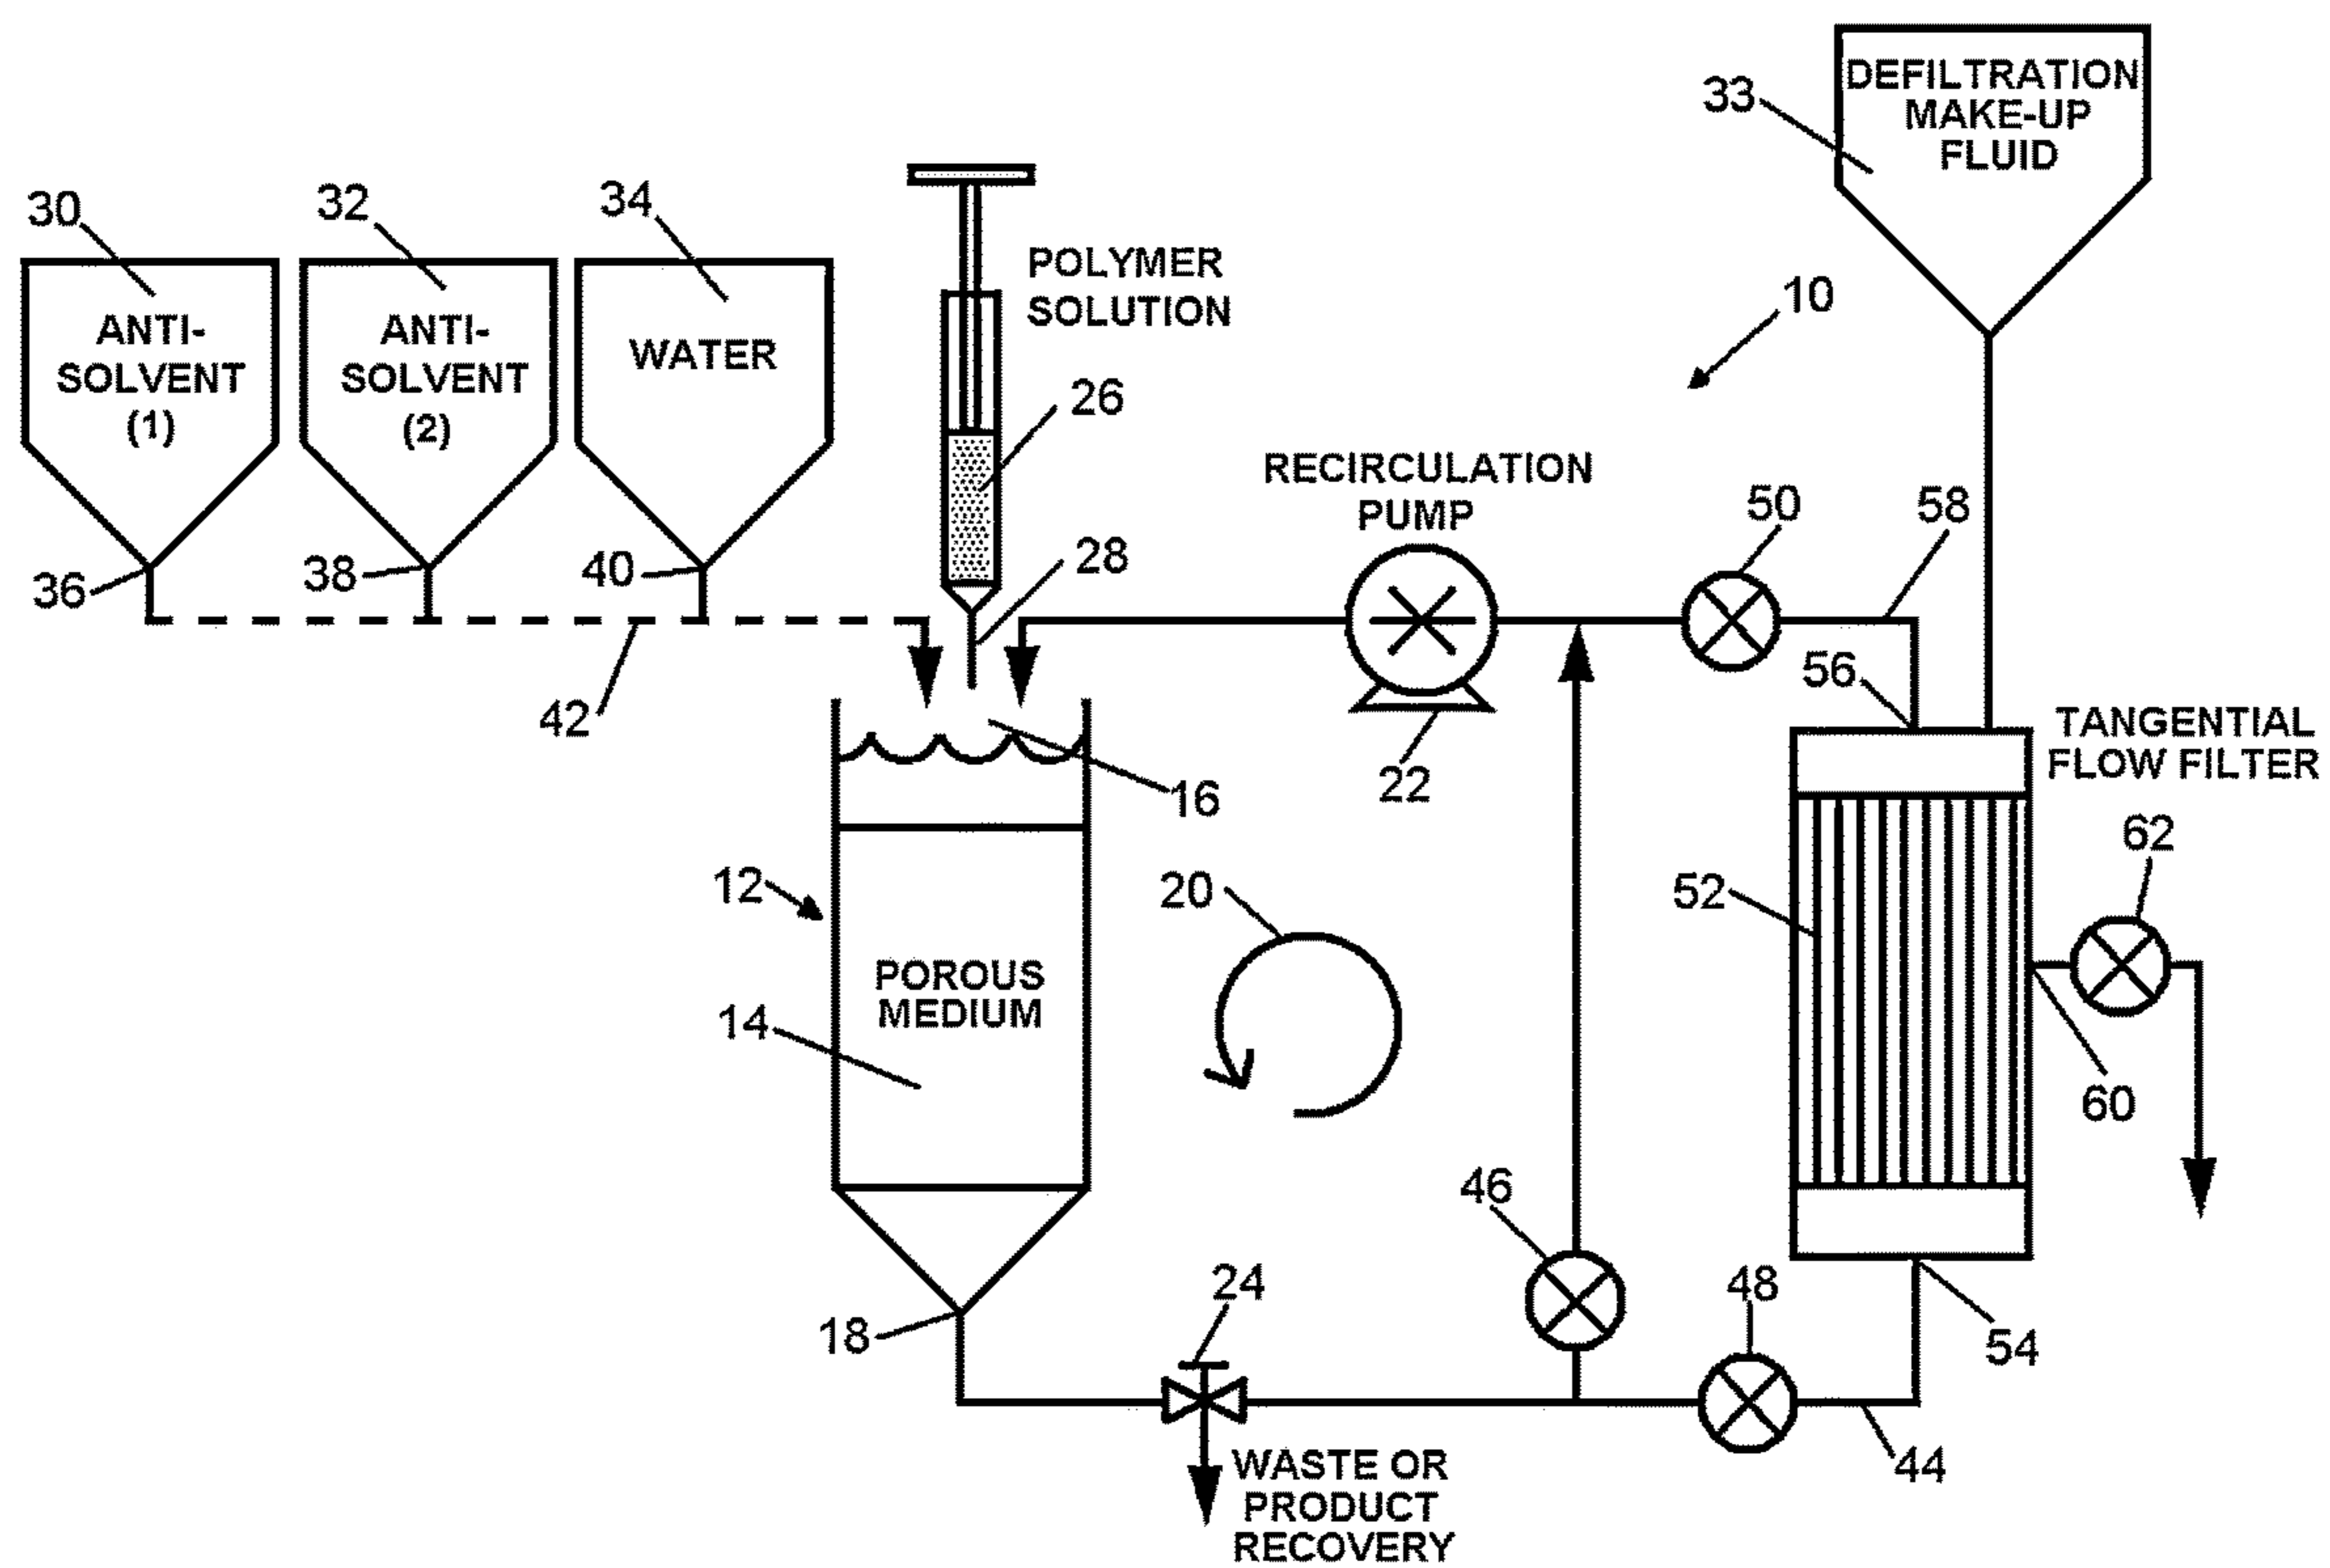 DEFILTRATION
MAKE-UP
FLUID
33
30
32
34
ANTI-
SOLVENT
(1)
ANTI-
SOLVENT
(2)
WATER
POLYMER
SOLUTION
10
26
RECIRCULATION
PUMP
50
58
36
38
40
28
42
56
22
16
TANGENTIAL
FLOW FILTER
62
12
20
52
POROUS
MEDIUM
14
60
46
18
24
48
54
44
WASTE OR
PRODUCT
RECOVERY